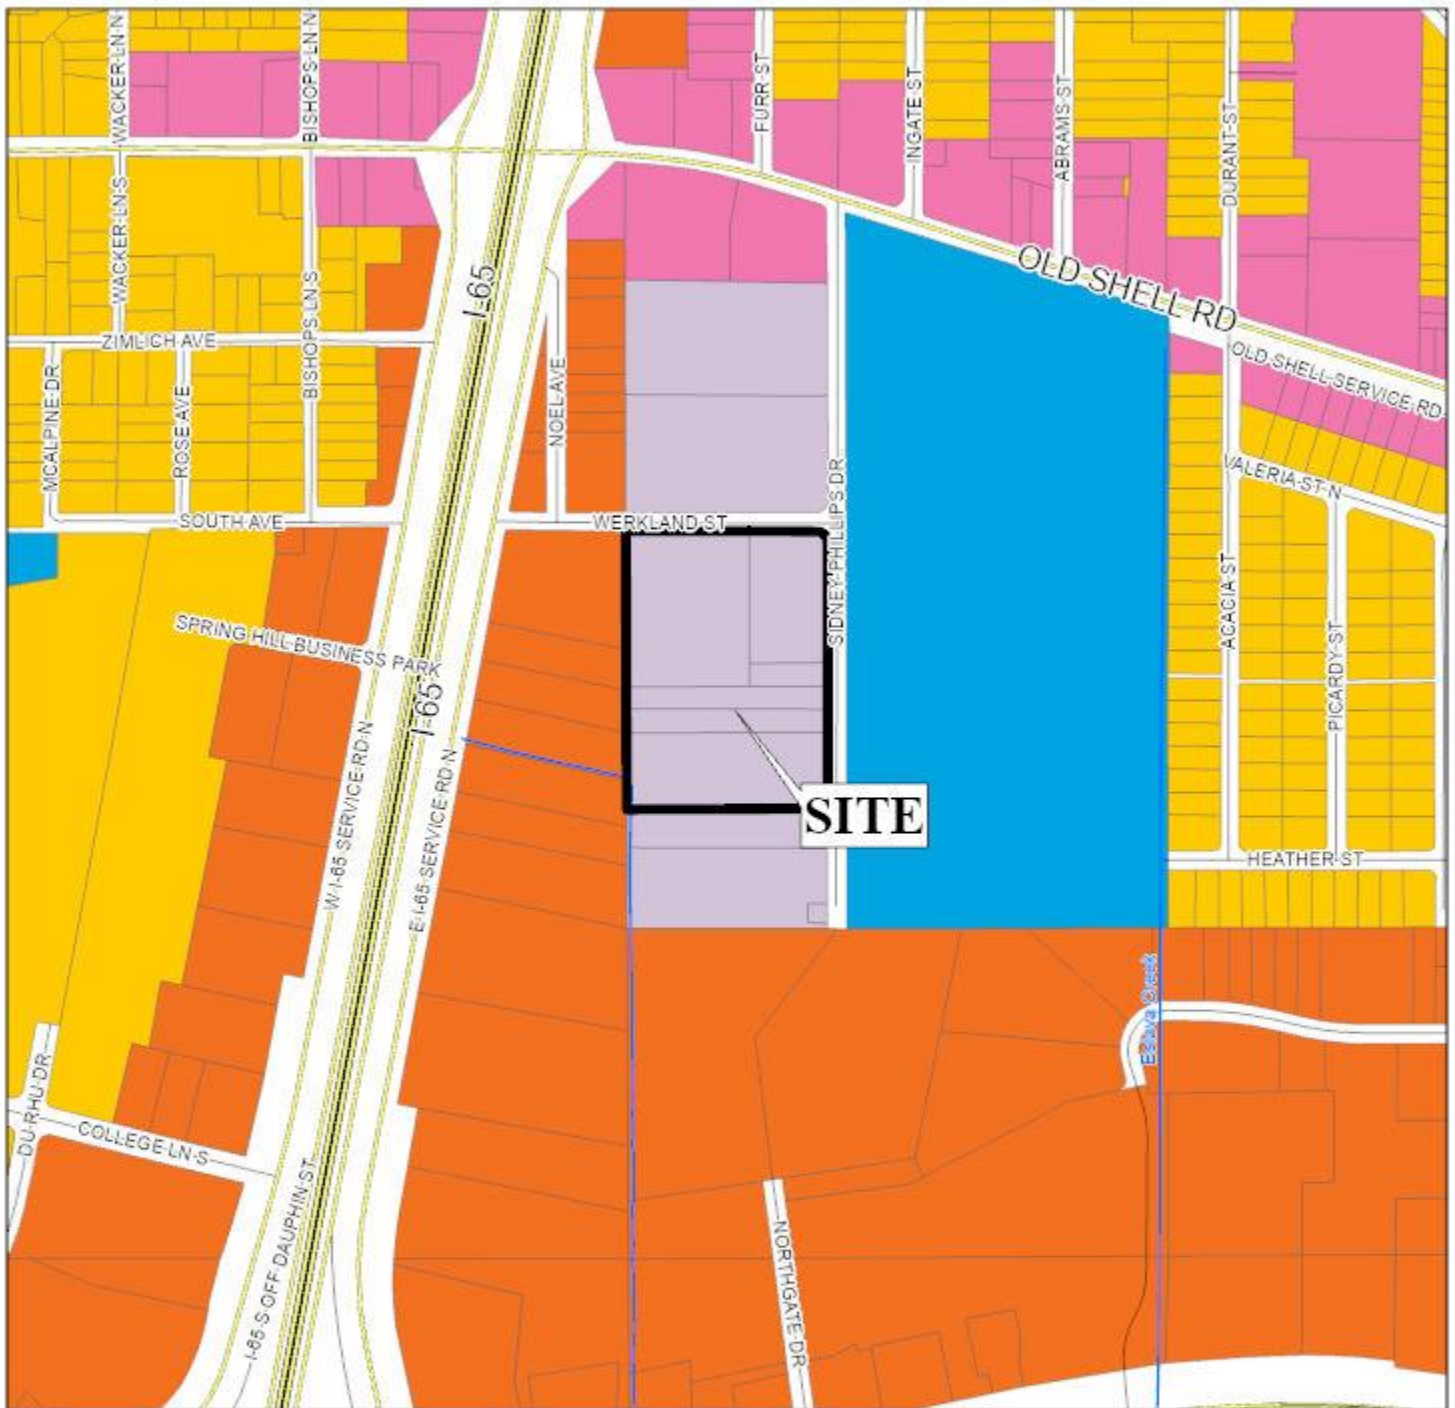 WACKER-LN-N
BISHOPS-LN-N
FURR-ST
INGATE-ST
ABRAMS-ST
DURANT-ST
WACKER-LN-S
BISHOPS-LN-S
I-65
OLD SHELL RD
ZIMLICH-AVE
OLD-SHELL-SERVICE-RD
MCALPINE-DR
ROSE-AVE
NOEL-AVE
SIDNEY-PHILLIPS-DR
VALERIA-ST-N
SOUTH-AVE
WERKLAND-ST
ACACIA-ST
PICARDY-ST
SPRING HILL-BUSINESS PARK
I-65
W-I-65 SERVICE-RD-N
E-I-65 SERVICE-RD-N
SITE
HEATHER-ST
Eslava Creek
DU-RHU-DR
COLLEGE-LN-S
I-65-S-OFF-DAUPHIN-ST
NORTHGATE-DR